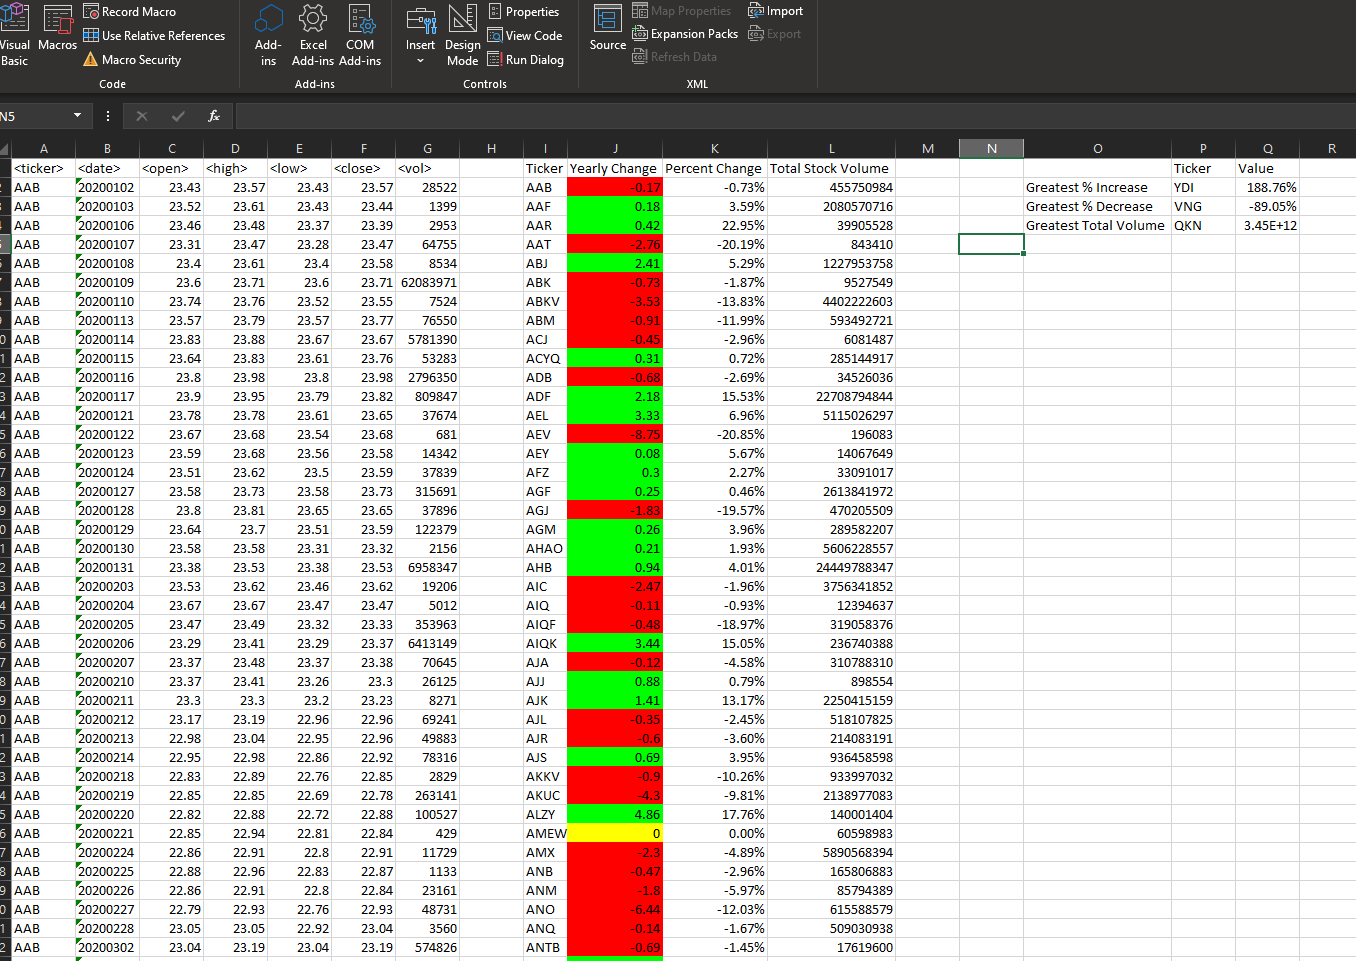 Visual Basic Macros Record Macro Use Relative References Macro Security Code
Add-ins Excel Add-ins COM Add-ins Add-ins
Insert Design Mode Properties View Code Run Dialog Controls
Source Map Properties Expansion Packs Refresh Data Import Export XML
N5 fx
A B C D E F G H I J K L M N O P Q R
<ticker> <date> <open> <high> <low> <close> <vol> Ticker Yearly Change Percent Change Total Stock Volume Ticker Value
AAB 20200102 23.43 23.57 23.43 23.57 28522 AAB -0.17 -0.73% 455750984 Greatest % Increase YDI 188.76%
AAB 20200103 23.52 23.61 23.43 23.44 1399 AAF 0.18 3.59% 2080570716 Greatest % Decrease VNG -89.05%
AAB 20200106 23.46 23.48 23.37 23.39 2953 AAR 0.42 22.95% 39905528 Greatest Total Volume QKN 3.45E+12
AAB 20200107 23.31 23.47 23.28 23.47 64755 AAT -2.76 -20.19% 843410
AAB 20200108 23.4 23.61 23.4 23.58 8534 ABJ 2.41 5.29% 1227953758
AAB 20200109 23.6 23.71 23.6 23.71 62083971 ABK -0.73 -1.87% 9527549
AAB 20200110 23.74 23.76 23.52 23.55 7524 ABKV -3.53 -13.83% 4402222603
AAB 20200113 23.57 23.79 23.57 23.77 76550 ABM -0.91 -11.99% 593492721
AAB 20200114 23.83 23.88 23.67 23.67 5781390 ACJ -0.45 -2.96% 6081487
AAB 20200115 23.64 23.83 23.61 23.76 53283 ACYQ 0.31 0.72% 285144917
AAB 20200116 23.8 23.98 23.8 23.98 2796350 ADB -0.68 -2.69% 34526036
AAB 20200117 23.9 23.95 23.79 23.82 809847 ADF 2.18 15.53% 22708794844
AAB 20200121 23.78 23.78 23.61 23.65 37674 AEL 3.33 6.96% 5115026297
AAB 20200122 23.67 23.68 23.54 23.68 681 AEV -8.75 -20.85% 196083
AAB 20200123 23.59 23.68 23.56 23.58 14342 AEY 0.08 5.67% 14067649
AAB 20200124 23.51 23.62 23.5 23.59 37839 AFZ 0.3 2.27% 33091017
AAB 20200127 23.58 23.73 23.58 23.73 315691 AGF 0.25 0.46% 2613841972
AAB 20200128 23.8 23.81 23.65 23.65 37896 AGJ -1.83 -19.57% 470205509
AAB 20200129 23.64 23.7 23.51 23.59 122379 AGM 0.26 3.96% 289582207
AAB 20200130 23.58 23.58 23.31 23.32 2156 AHAO 0.21 1.93% 5606228557
AAB 20200131 23.38 23.53 23.38 23.53 6958347 AHB 0.94 4.01% 24449788347
AAB 20200203 23.53 23.62 23.46 23.62 19206 AIC -2.47 -1.96% 3756341852
AAB 20200204 23.67 23.67 23.47 23.47 5012 AIQ -0.11 -0.93% 12394637
AAB 20200205 23.47 23.49 23.32 23.33 353963 AIQF -0.48 -18.97% 319058376
AAB 20200206 23.29 23.41 23.29 23.37 6413149 AIQK 3.44 15.05% 236740388
AAB 20200207 23.37 23.48 23.37 23.38 70645 AJA -0.12 -4.58% 310788310
AAB 20200210 23.37 23.41 23.26 23.3 26125 AJJ 0.88 0.79% 898554
AAB 20200211 23.3 23.3 23.2 23.23 8271 AJK 1.41 13.17% 2250415159
AAB 20200212 23.17 23.19 22.96 22.96 69241 AJL -0.35 -2.45% 518107825
AAB 20200213 22.98 23.04 22.95 22.96 49883 AJR -0.6 -3.60% 214083191
AAB 20200214 22.95 22.98 22.86 22.92 78316 AJS 0.69 3.95% 936458598
AAB 20200218 22.83 22.89 22.76 22.85 2829 AKKV -0.9 -10.26% 933997032
AAB 20200219 22.85 22.85 22.69 22.78 263141 AKUC -4.3 -9.81% 2138977083
AAB 20200220 22.82 22.88 22.72 22.88 100527 ALZY 4.86 17.76% 140001404
AAB 20200221 22.85 22.94 22.81 22.84 429 AMEW 0 0.00% 60598983
AAB 20200224 22.86 22.91 22.8 22.91 11729 AMX -2.3 -4.89% 5890568394
AAB 20200225 22.88 22.96 22.83 22.87 1133 ANB -0.47 -2.96% 165806883
AAB 20200226 22.86 22.91 22.8 22.84 23161 ANM -1.8 -5.97% 85794389
AAB 20200227 22.79 22.93 22.76 22.93 48731 ANO -6.44 -12.03% 615588579
AAB 20200228 23.05 23.05 22.92 23.04 3560 ANQ -0.14 -1.67% 509030938
AAB 20200302 23.04 23.19 23.04 23.19 574826 ANTB -0.69 -1.45% 17619600